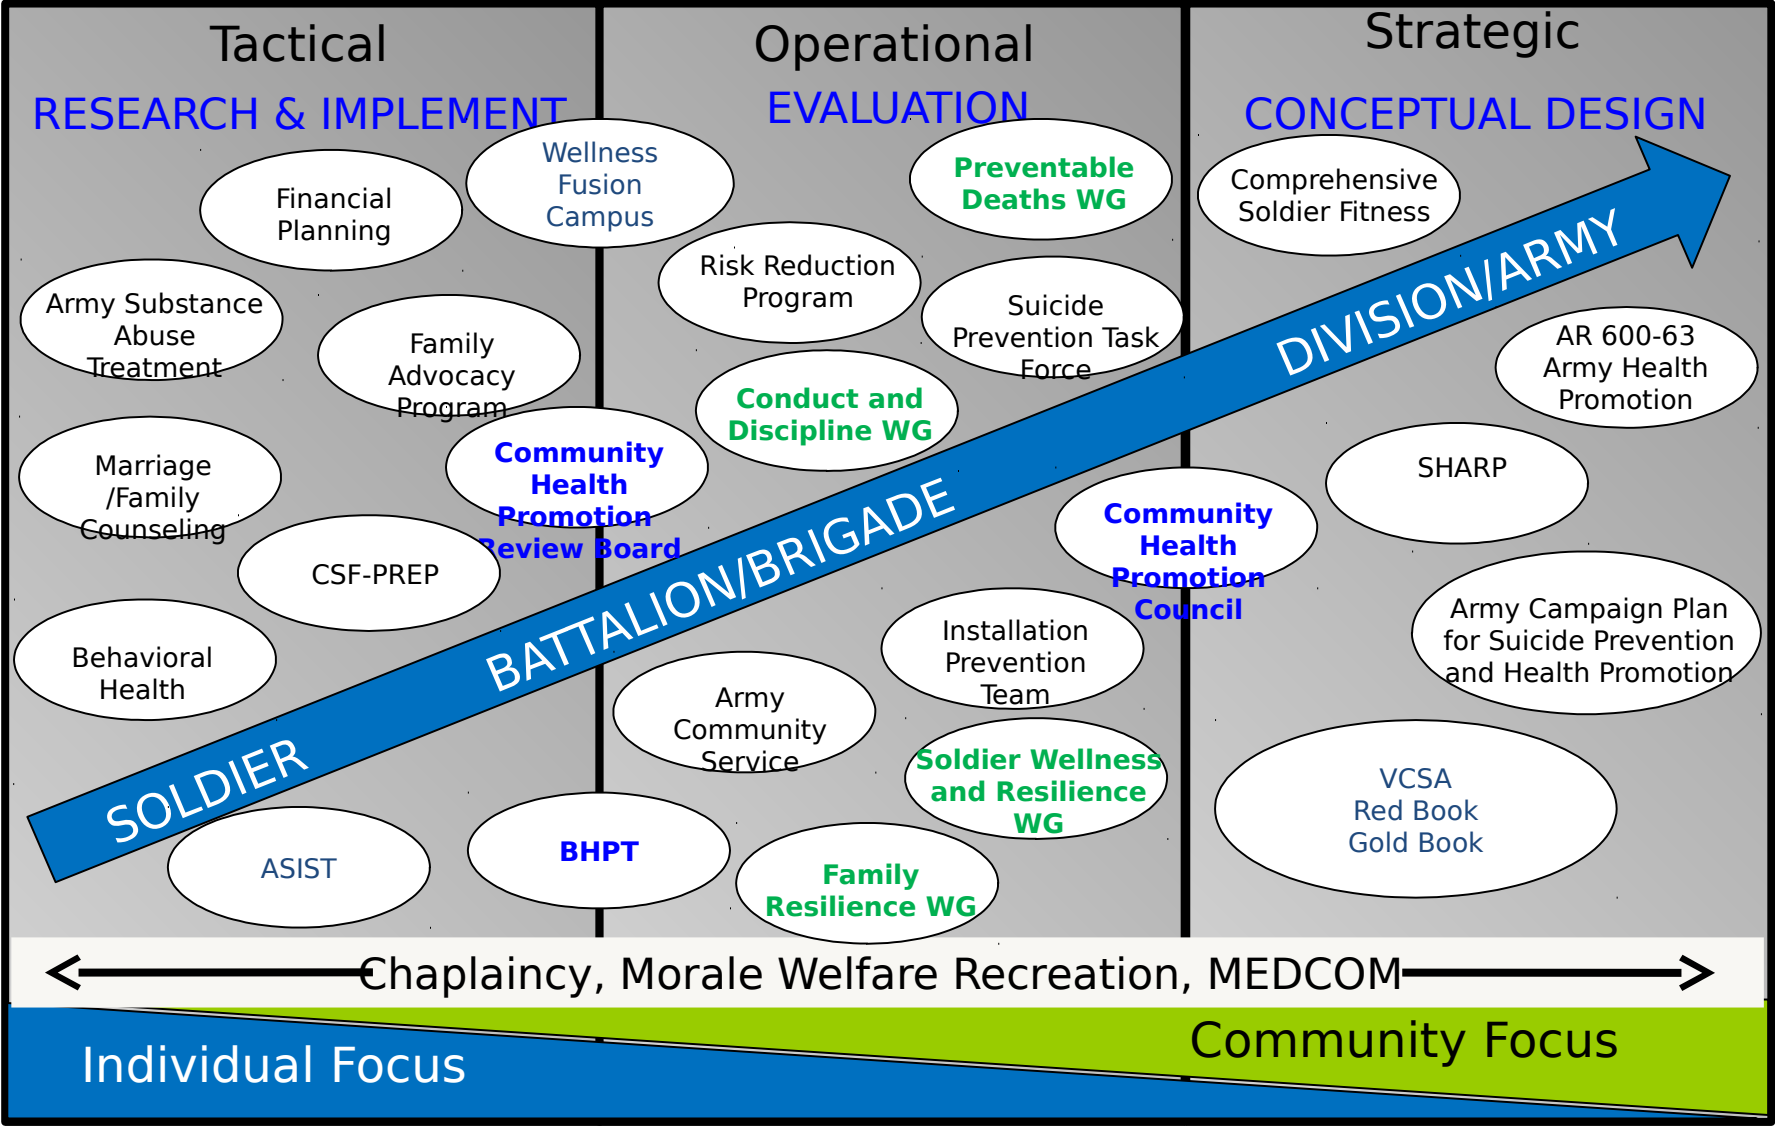 Tactical
RESEARCH & IMPLEMENT
Operational
EVALUATION
Strategic
CONCEPTUAL DESIGN
Financial
Planning
Wellness
Fusion
Campus
Preventable
Deaths WG
Comprehensive
Soldier Fitness
Army Substance
Abuse
Treatment
Family
Advocacy
Program
Risk Reduction
Program
Suicide
Prevention Task
Force
AR 600-63
Army Health
Promotion
Conduct and
Discipline WG
Marriage
/Family
Counseling
Community
Health
Promotion
Review Board
SHARP
CSF-PREP
Community
Health
Promotion
Council
Behavioral
Health
Installation
Prevention
Team
Army Campaign Plan
for Suicide Prevention
and Health Promotion
Army
Community
Service
Soldier Wellness
and Resilience
WG
VCSA
Red Book
Gold Book
ASIST
BHPT
Family
Resilience WG
SOLDIER
BATTALION/BRIGADE
DIVISION/ARMY
Chaplaincy, Morale Welfare Recreation, MEDCOM
Individual Focus
Community Focus